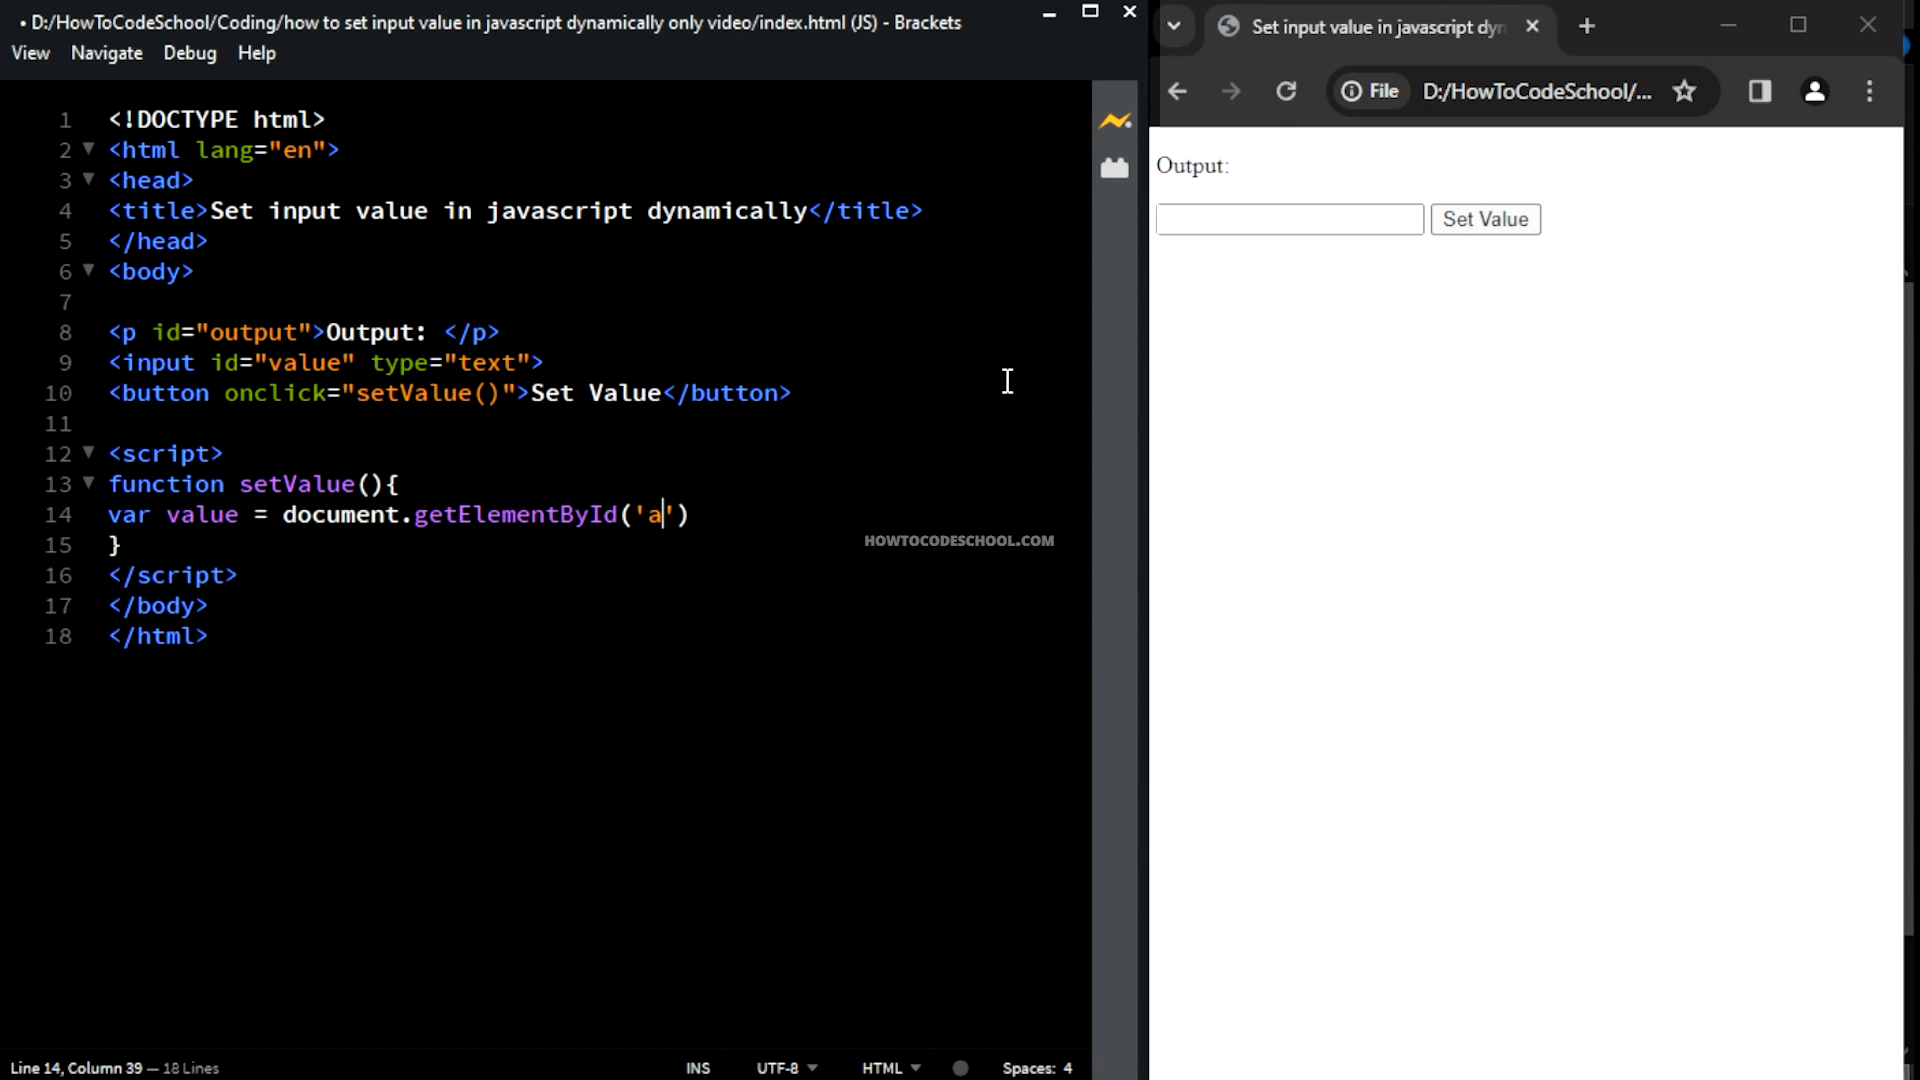 • D:/HowToCodeSchool/Coding/how to set input value in javascript dynamically only video/index.html (JS) - Brackets
View Navigate Debug Help
1 <!DOCTYPE html>
2 <html lang="en">
3 <head>
4 <title>Set input value in javascript dynamically</title>
5 </head>
6 <body>
7
8 <p id="output">Output: </p>
9 <input id="value" type="text">
10 <button onclick="setValue()">Set Value</button>
11
12 <script>
13 function setValue(){
14 var value = document.getElementById('a')
15 }
16 </script>
17 </body>
18 </html>
HOWTOCODESCHOOL.COM
Line 14, Column 39 — 18 Lines
INS UTF-8 HTML Spaces: 4
Set input value in javascript dyn
File D:/HowToCodeSchool/...
Output:
Set Value